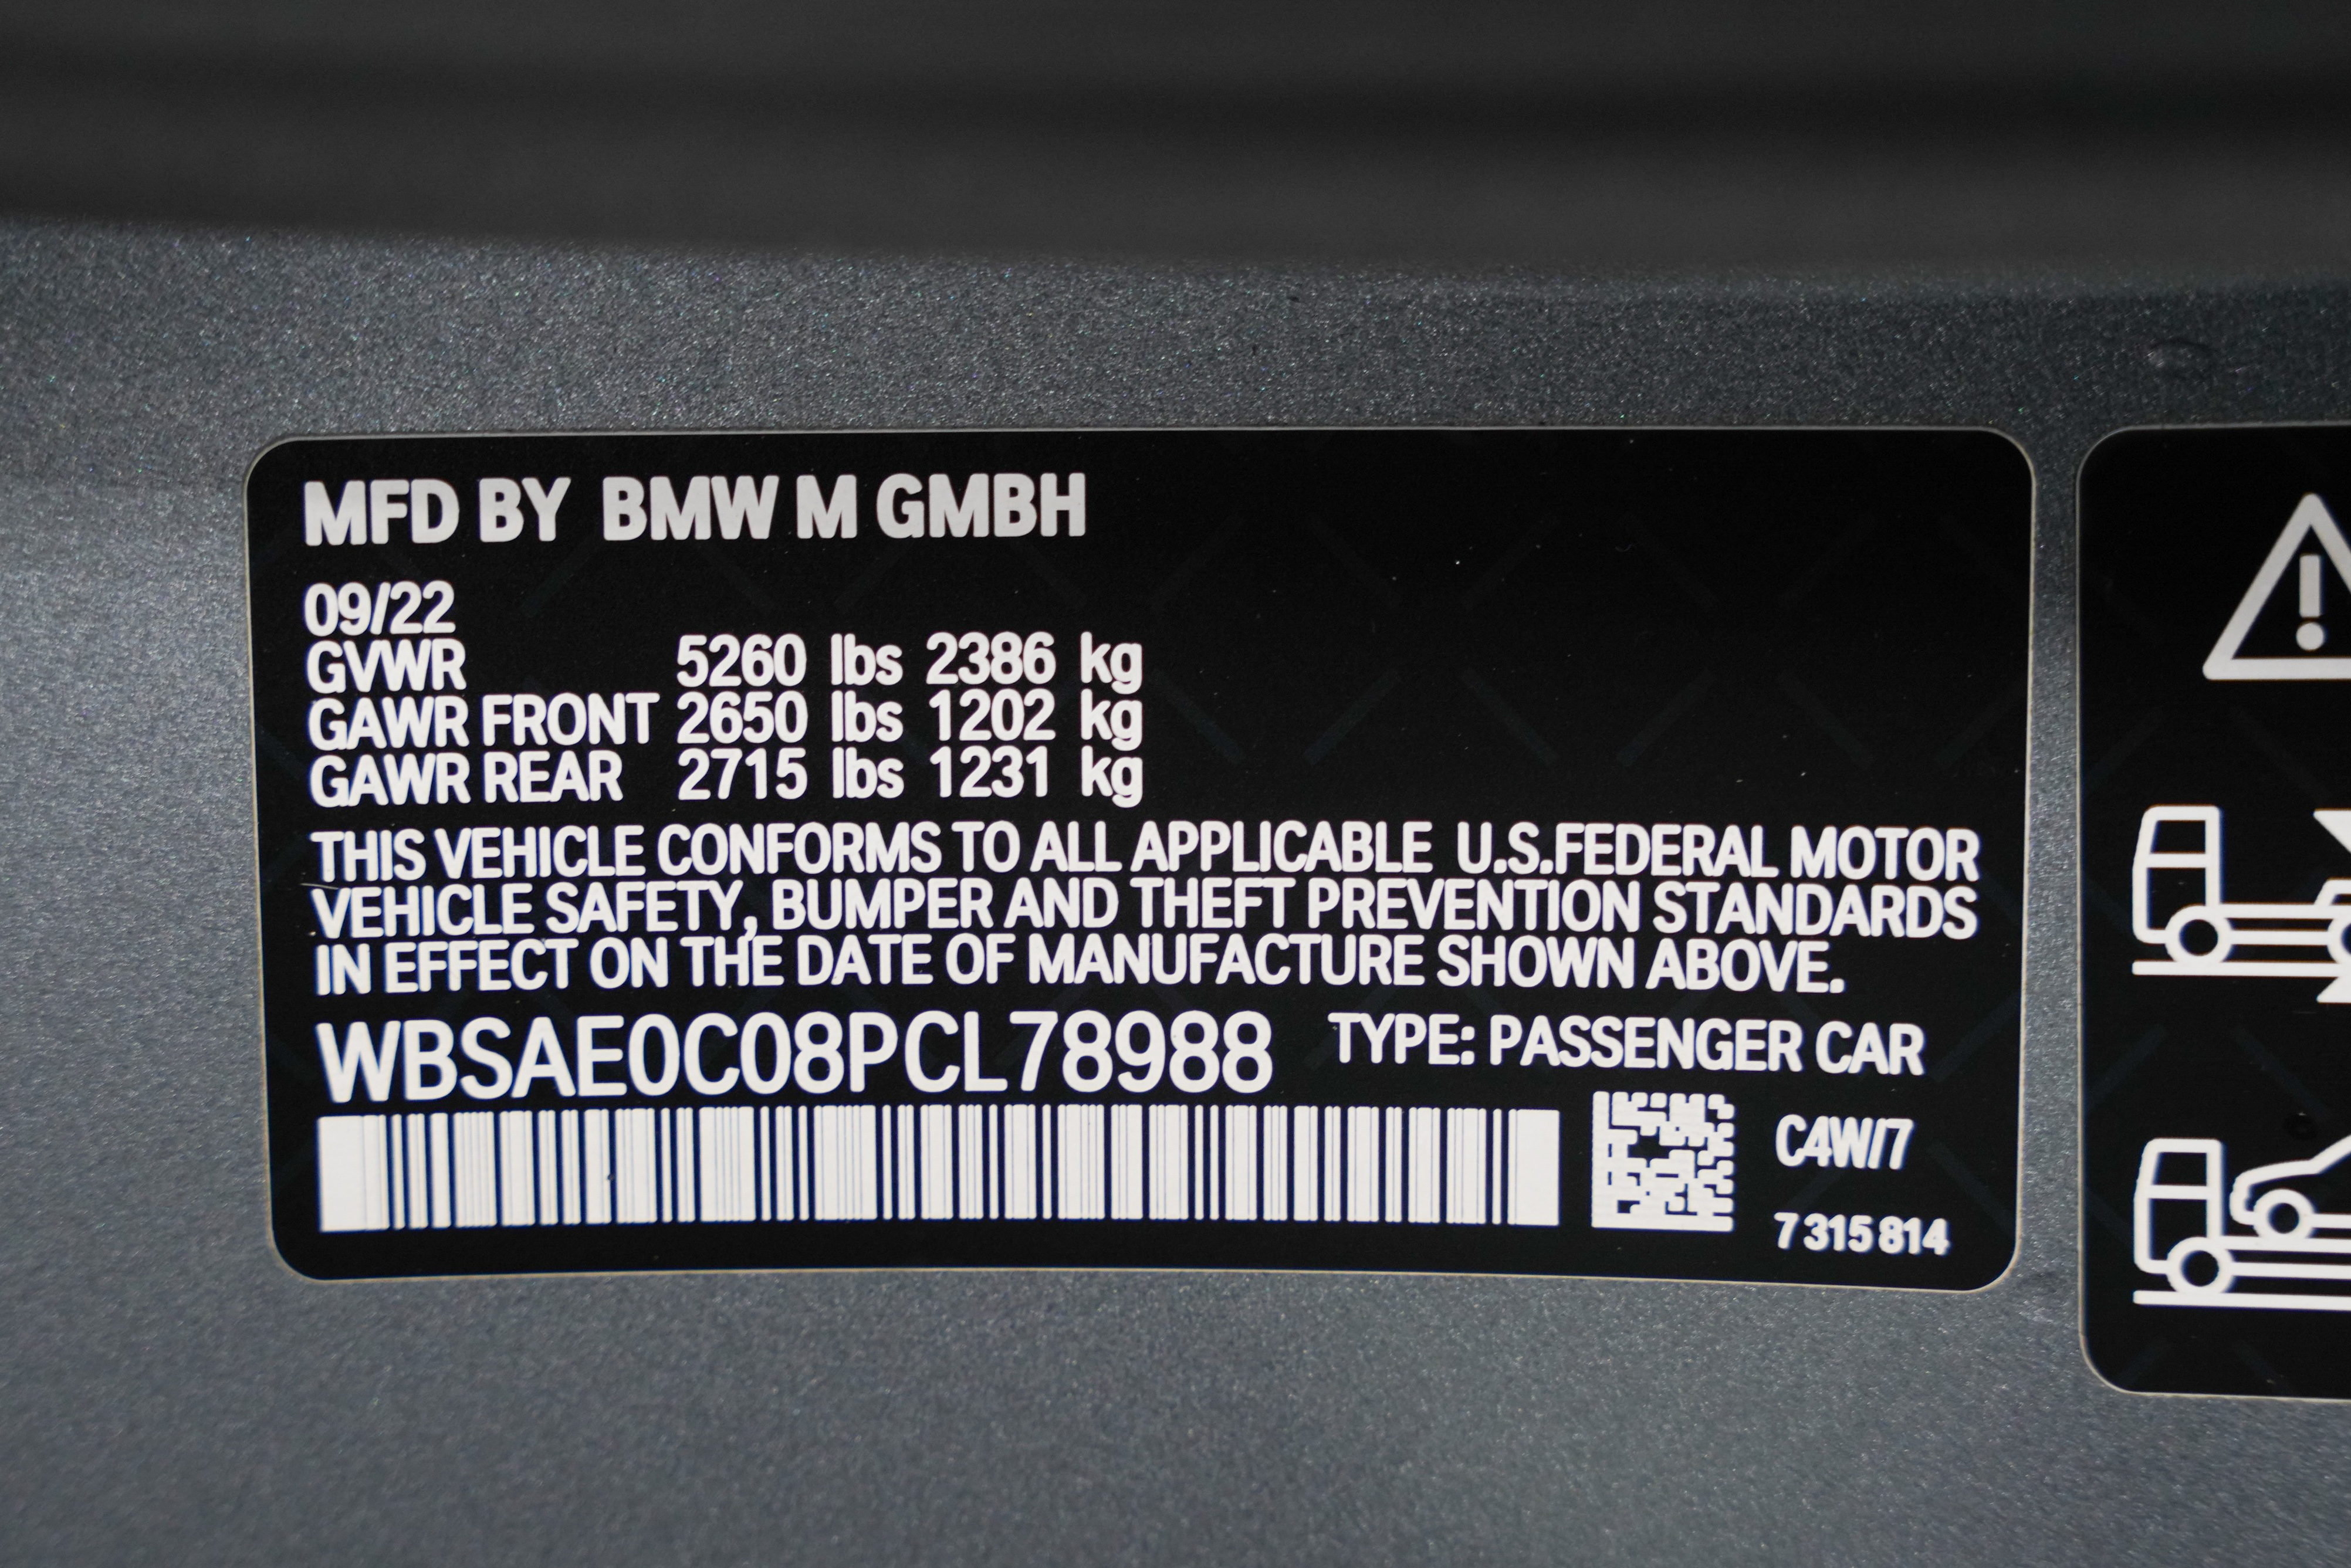 MFD BY BMW M GMBH
09/22
GVWR 5260 lbs 2386 kg
GAWR FRONT 2650 lbs 1202 kg
GAWR REAR 2715 lbs 1231 kg
THIS VEHICLE CONFORMS TO ALL APPLICABLE U.S.FEDERAL MOTOR
VEHICLE SAFETY, BUMPER AND THEFT PREVENTION STANDARDS
IN EFFECT ON THE DATE OF MANUFACTURE SHOWN ABOVE.
WBSAE0C08PCL78988 TYPE: PASSENGER CAR
C4W/7
7 315 814